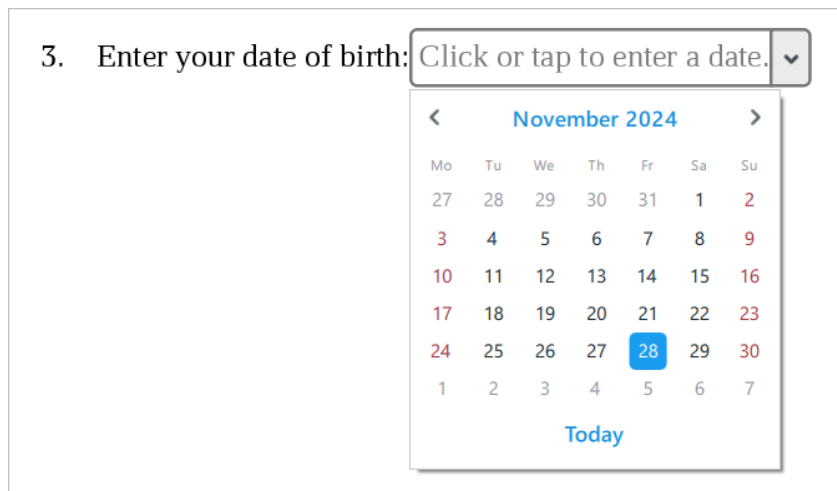 3. Enter your date of birth: Click or tap to enter a date.
November 2024
Mo Tu We Th Fr Sa Su
27 28 29 30 31 1 2
3 4 5 6 7 8 9
10 11 12 13 14 15 16
17 18 19 20 21 22 23
24 25 26 27 28 29 30
1 2 3 4 5 6 7
Today